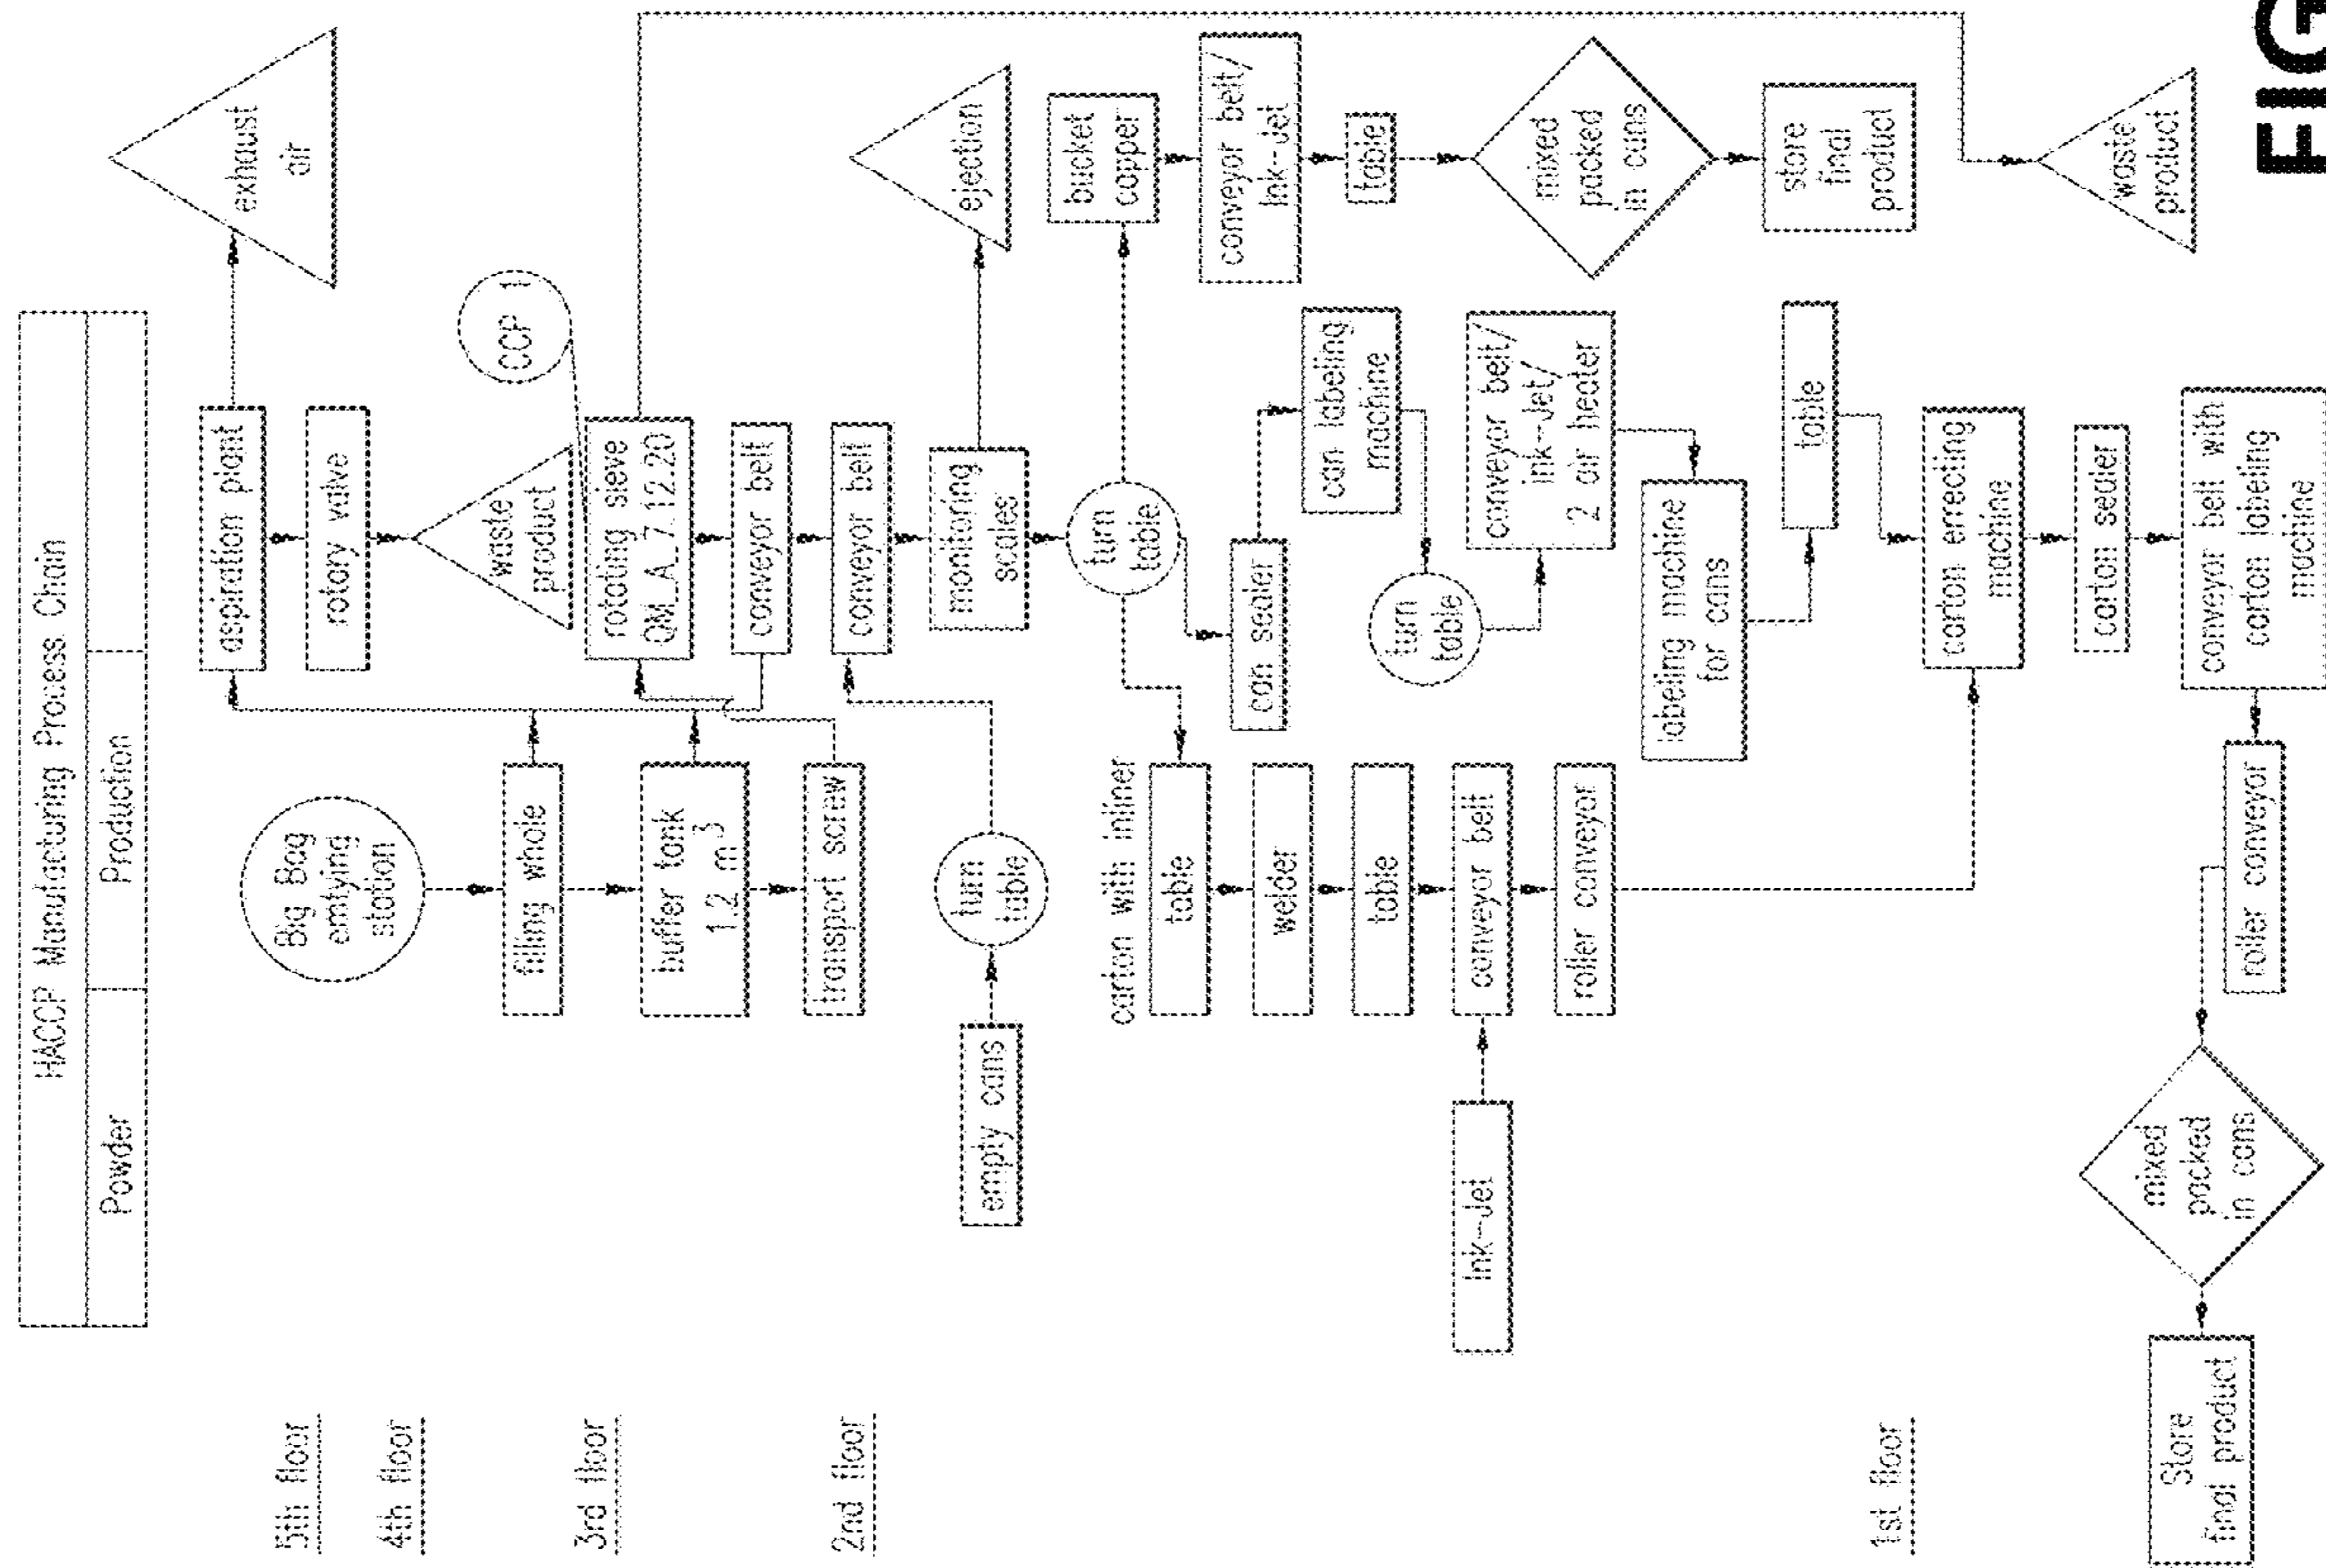 HACCP Manufacturing Process Chain
Powder
Production
5th floor
4th floor
3rd floor
2nd floor
1st floor
Big Bag
emtying
station
filling whole
buffer tank
1.2 m³
transport screw
aspiration plant
exhaust
air
rotary valve
waste
product
CCP 1
rotating sieve
QM_A_7.12.20
conveyor belt
conveyor belt
monitoring
scales
ejection
empty cans
turn
table
turn
table
bucket
capper
conveyor belt/
Ink-Jet
table
mixed
packed
in cans
store
final
product
waste
product
can sealer
can labeling
machine
turn
table
conveyor belt/
ink-Jet/
2 air heater
labeling machine
for cans
table
carton with inliner
table
welder
table
conveyor belt
Ink-Jet
roller conveyor
carton errecting
machine
carton sealer
conveyor belt with
carton labeling
machine
roller conveyor
mixed
packed
in cans
Store
final product
FIG